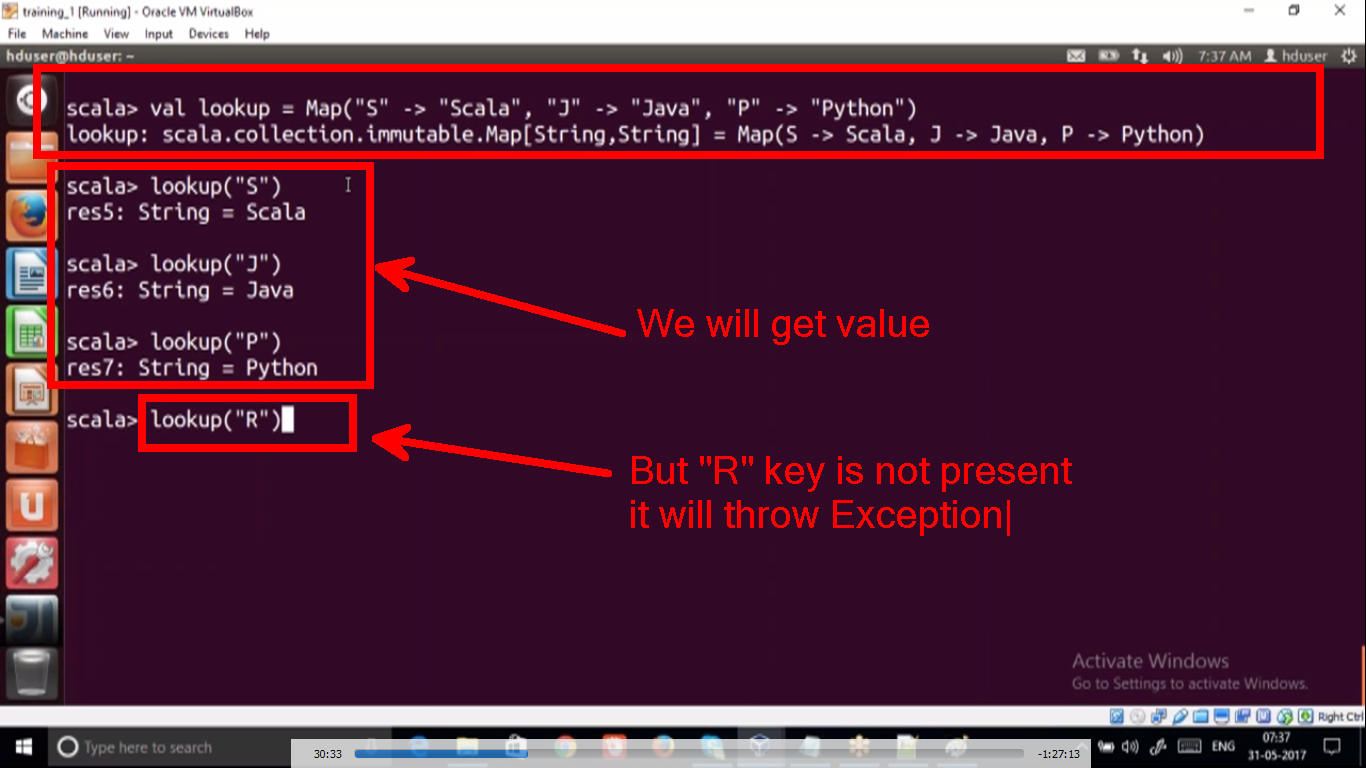 training_1 [Running] - Oracle VM VirtualBox
File Machine View Input Devices Help
hduser@hduser: ~
7:37 AM hduser
scala> val lookup = Map("S" -> "Scala", "J" -> "Java", "P" -> "Python")
lookup: scala.collection.immutable.Map[String,String] = Map(S -> Scala, J -> Java, P -> Python)
scala> lookup("S")
res5: String = Scala
scala> lookup("J")
res6: String = Java
We will get value
scala> lookup("P")
res7: String = Python
scala> lookup("R")
But "R" key is not present
it will throw Exception|
Activate Windows
Go to Settings to activate Windows.
Right Ctrl
Type here to search
30:33
-1:27:13
ENG
07:37
31-05-2017